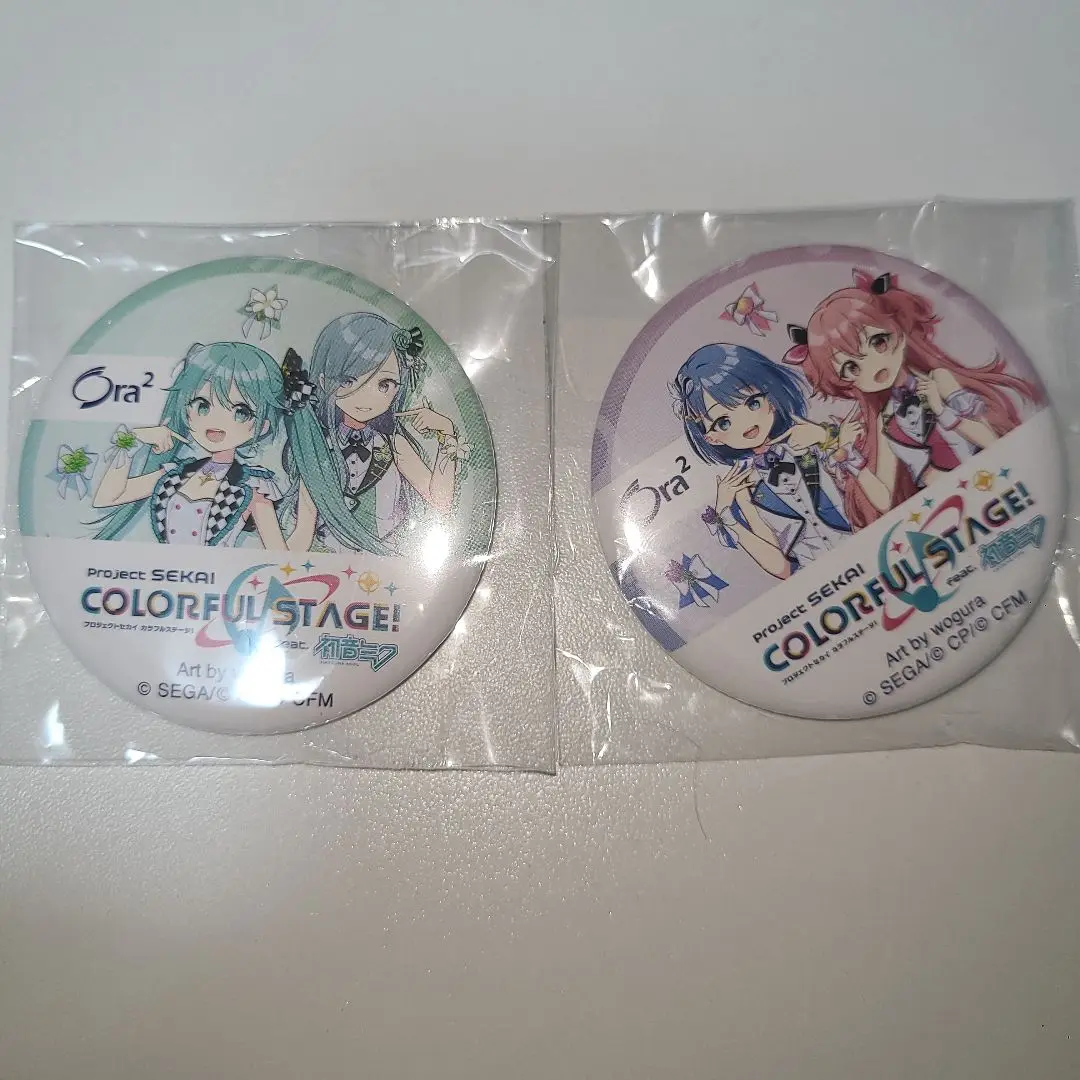 Ora²
Project SEKAI
COLORFUL STAGE!
プロジェクトセカイ カラフルステージ!
feat. 初音ミク
Art by wogura
© SEGA/© CFM
Ora²
Project SEKAI
COLORFUL STAGE!
プロジェクトセカイ カラフルステージ!
feat. 初音ミク
Art by wogura
© SEGA/© CP/© CFM